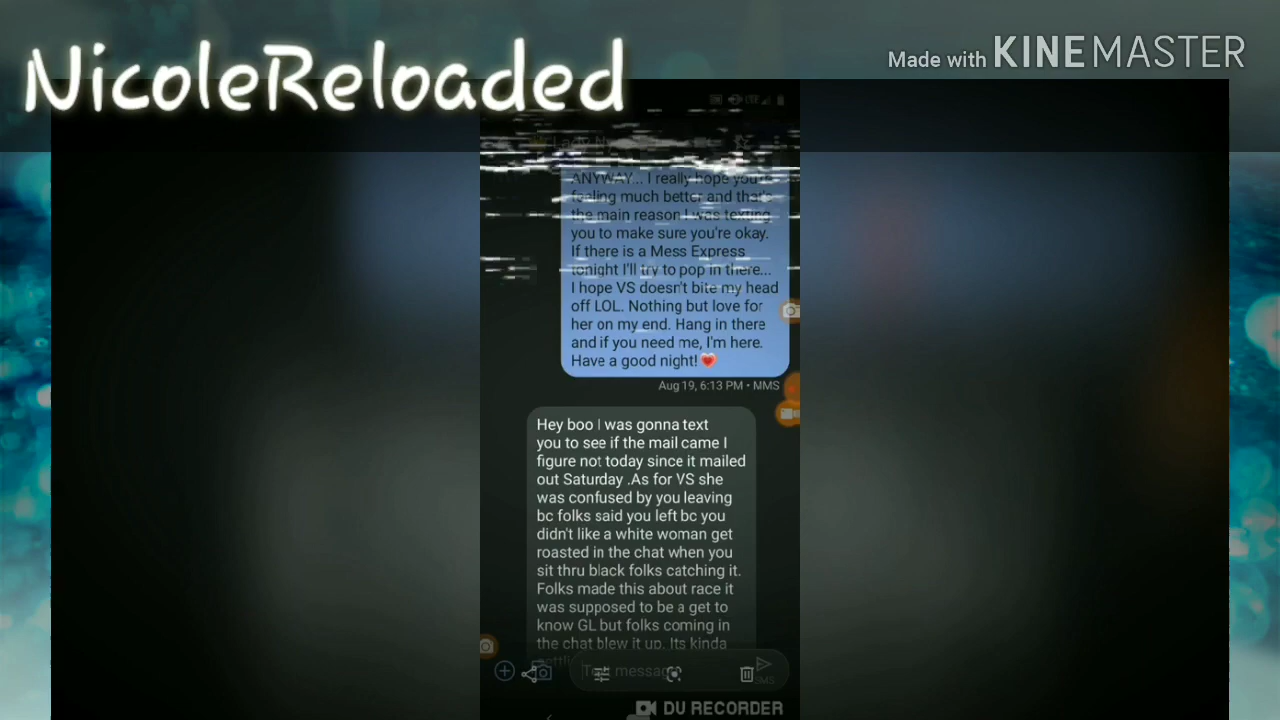 NicoleReloaded
Made with KINEMASTER
ANYWAY... I really hope you're
feeling much better and that's
the main reason I was texting
you to make sure you're okay.
If there is a Mess Express
tonight I'll try to pop in there...
I hope VS doesn't bite my head
off LOL. Nothing but love for
her on my end. Hang in there
and if you need me, I'm here.
Have a good night!❤️
Aug 19, 6:13 PM • MMS
Hey boo I was gonna text
you to see if the mail came I
figure not today since it mailed
out Saturday .As for VS she
was confused by you leaving
bc folks said you left bc you
didn't like a white woman get
roasted in the chat when you
sit thru black folks catching it.
Folks made this about race it
was supposed to be a get to
know GL but folks coming in
the chat blew it up. Its kinda
Text message
SMS
DU RECORDER